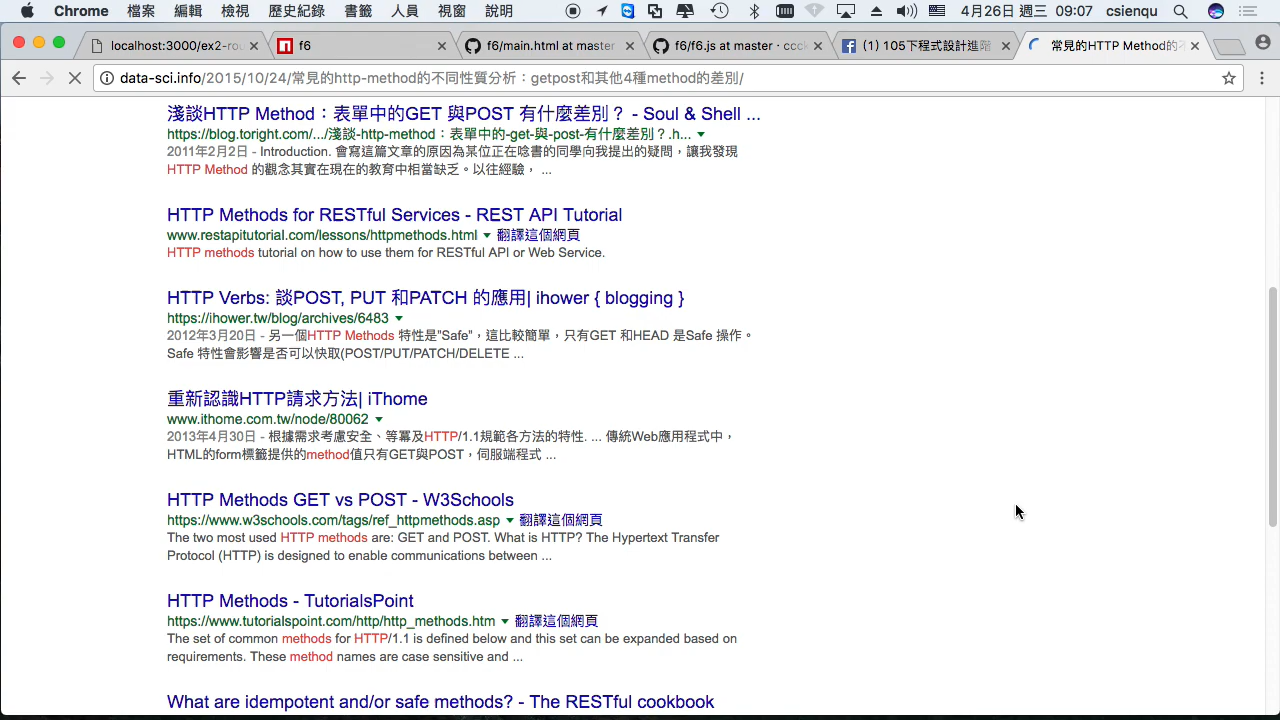 Chrome 檔案 編輯 檢視 歷史紀錄 書籤 人員 視窗 說明 4月26日 週三 09:07 csienqu
localhost:3000/ex2-ro
f6
f6/main.html at master
f6/f6.js at master · ccck
(1) 105下程式設計進階
常見的HTTP Method的不
data-sci.info/2015/10/24/常見的http-method的不同性質分析：getpost和其他4種method的差別/
淺談HTTP Method：表單中的GET 與POST 有什麼差別？ - Soul & Shell ...
https://blog.toright.com/.../淺談-http-method：表單中的-get-與-post-有什麼差別？.h...
2011年2月2日 - Introduction. 會寫這篇文章的原因為某位正在唸書的同學向我提出的疑問，讓我發現
HTTP Method 的觀念其實在現在的教育中相當缺乏。以往經驗， ...
HTTP Methods for RESTful Services - REST API Tutorial
www.restapitutorial.com/lessons/httpmethods.html 翻譯這個網頁
HTTP methods tutorial on how to use them for RESTful API or Web Service.
HTTP Verbs: 談POST, PUT 和PATCH 的應用| ihower { blogging }
https://ihower.tw/blog/archives/6483
2012年3月20日 - 另一個HTTP Methods 特性是"Safe"，這比較簡單，只有GET 和HEAD 是Safe 操作。
Safe 特性會影響是否可以快取(POST/PUT/PATCH/DELETE ...
重新認識HTTP請求方法| iThome
www.ithome.com.tw/node/80062
2013年4月30日 - 根據需求考慮安全、等冪及HTTP/1.1規範各方法的特性. ... 傳統Web應用程式中，
HTML的form標籤提供的method值只有GET與POST，伺服端程式 ...
HTTP Methods GET vs POST - W3Schools
https://www.w3schools.com/tags/ref_httpmethods.asp 翻譯這個網頁
The two most used HTTP methods are: GET and POST. What is HTTP? The Hypertext Transfer
Protocol (HTTP) is designed to enable communications between ...
HTTP Methods - TutorialsPoint
https://www.tutorialspoint.com/http/http_methods.htm 翻譯這個網頁
The set of common methods for HTTP/1.1 is defined below and this set can be expanded based on
requirements. These method names are case sensitive and ...
What are idempotent and/or safe methods? - The RESTful cookbook